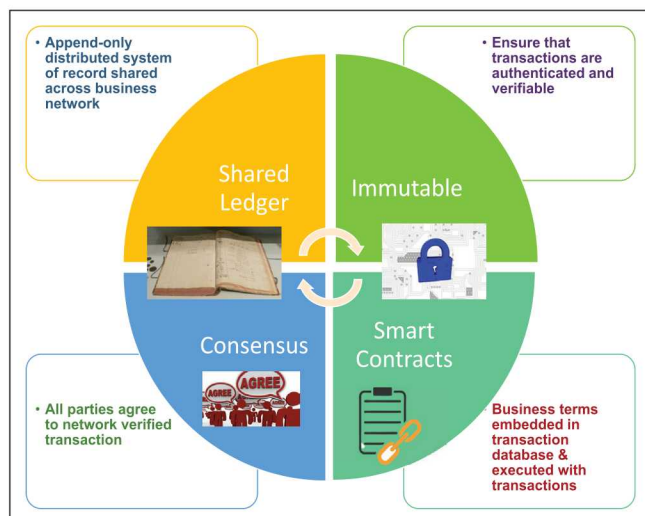 • Append-only
distributed system
of record shared
across business
network
• Ensure that
transactions are
authenticated and
verifiable
Shared
Ledger
Immutable
Consensus
Smart
Contracts
AGREE
AGREE
AGREE
• All parties agree
to network verified
transaction
• Business terms
embedded in
transaction
database &
executed with
transactions